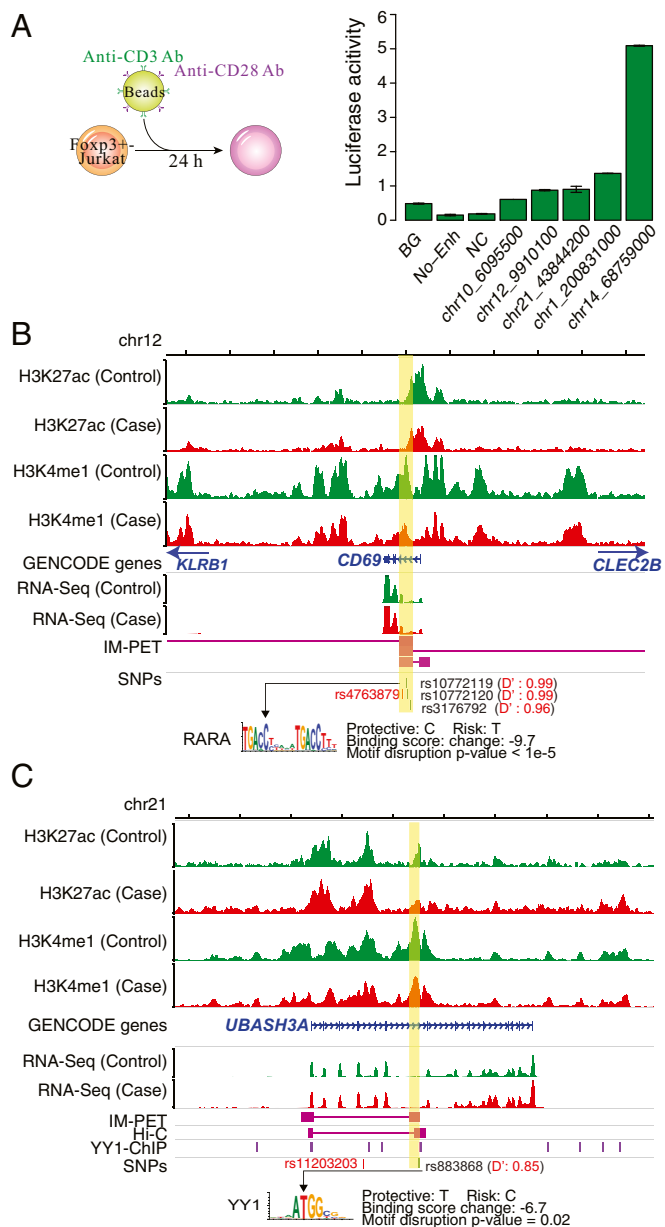 A
Anti-CD3 Ab
Anti-CD28 Ab
Beads
Foxp3+-
Jurkat
24 h
Luciferase acitivity
6
5
4
3
2
1
0
BG
No-Enh
NC
chr10_6095500
chr12_9910100
chr21_43844200
chr1_200831000
chr14_68759000
B
chr12
H3K27ac (Control)
H3K27ac (Case)
H3K4me1 (Control)
H3K4me1 (Case)
GENCODE genes
KLRB1
CD69
CLEC2B
RNA-Seq (Control)
RNA-Seq (Case)
IM-PET
SNPs
rs10772119 (D' : 0.99)
rs4763879
rs10772120 (D' : 0.99)
rs3176792 (D' : 0.96)
RARA
TGACC TGACC
Protective: C Risk: T
Binding score: change: -9.7
Motif disruption p-value < 1e-5
C
chr21
H3K27ac (Control)
H3K27ac (Case)
H3K4me1 (Control)
H3K4me1 (Case)
GENCODE genes
UBASH3A
RNA-Seq (Control)
RNA-Seq (Case)
IM-PET
Hi-C
YY1-ChIP
SNPs
rs11203203
rs883868 (D': 0.85)
YY1
ATGG
Protective: T Risk: C
Binding score change: -6.7
Motif disruption p-value = 0.02